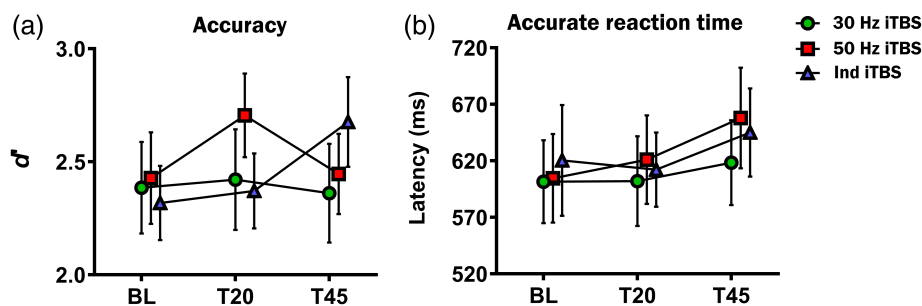 (a)
Accuracy
3.0
2.5
2.0
d'
BL T20 T45
(b)
Accurate reaction time
720
670
620
570
520
Latency (ms)
BL T20 T45
30 Hz iTBS
50 Hz iTBS
Ind iTBS